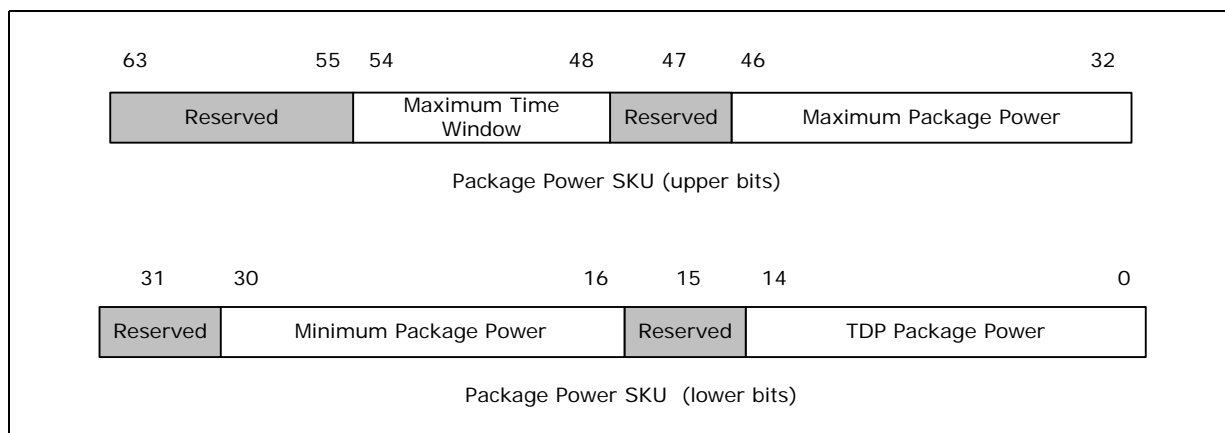 63 55 54 48 47 46 32
Reserved Maximum Time Window Reserved Maximum Package Power
Package Power SKU (upper bits)
31 30 16 15 14 0
Reserved Minimum Package Power Reserved TDP Package Power
Package Power SKU (lower bits)